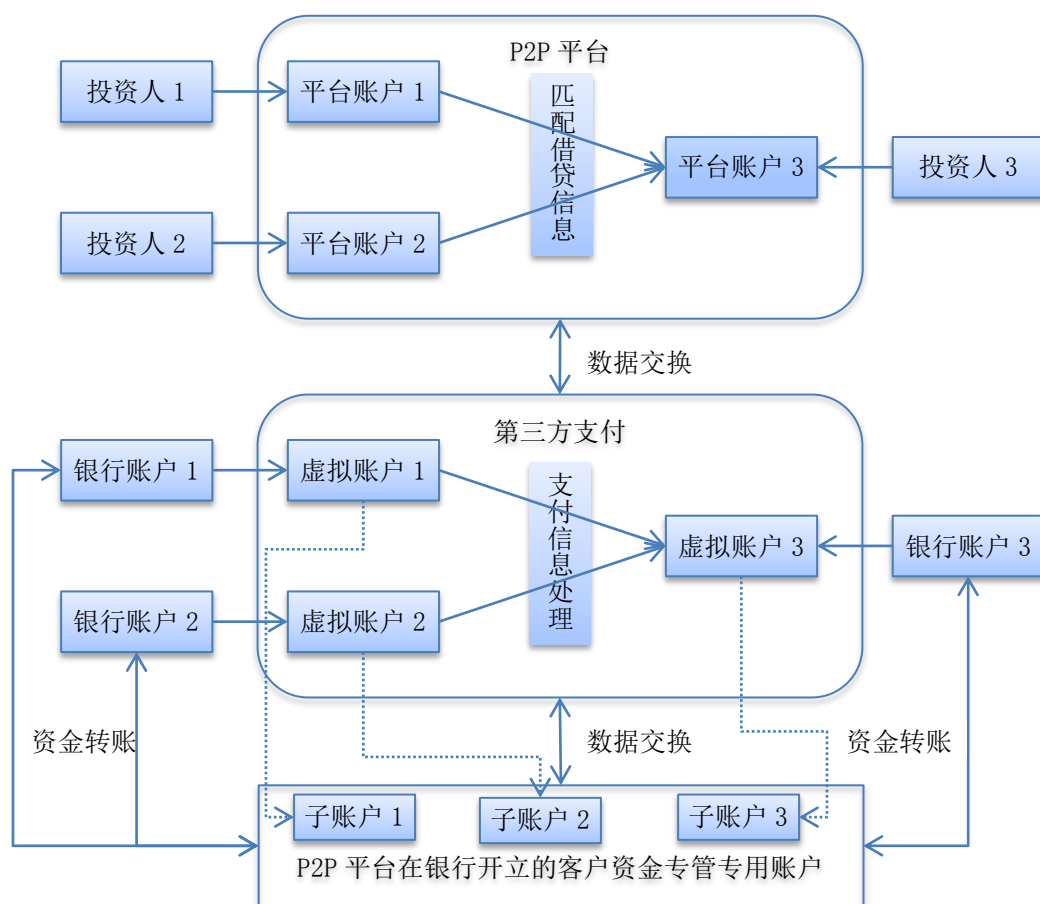 P2P 平台
投资人 1
平台账户 1
匹配借贷信息
平台账户 3
投资人 3
投资人 2
平台账户 2
数据交换
第三方支付
银行账户 1
虚拟账户 1
支付信息处理
虚拟账户 3
银行账户 3
银行账户 2
虚拟账户 2
资金转账
数据交换
资金转账
子账户 1
子账户 2
子账户 3
P2P 平台在银行开立的客户资金专管专用账户